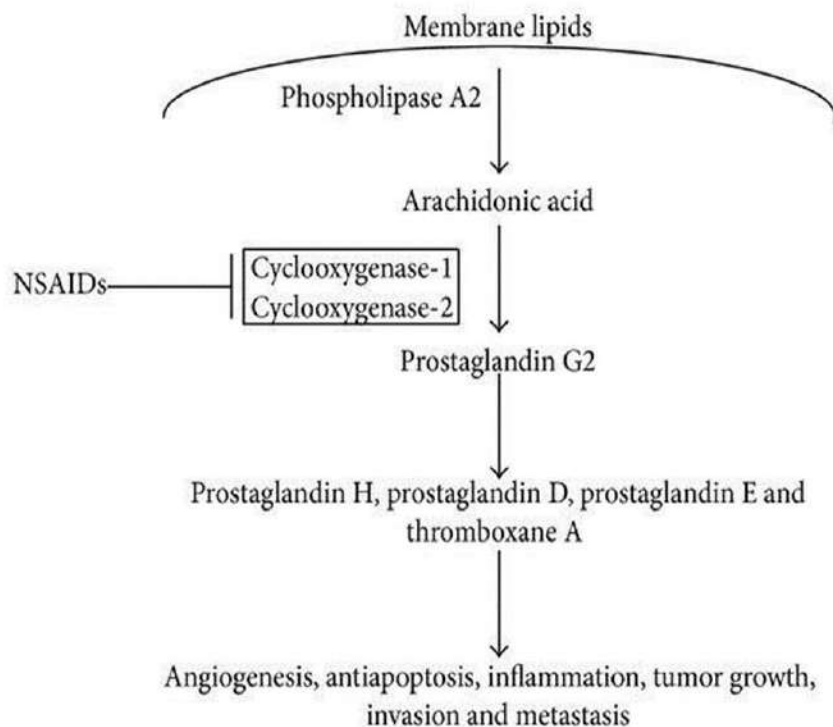 Membrane lipids
Phospholipase A2
Arachidonic acid
NSAIDs
Cyclooxygenase-1
Cyclooxygenase-2
Prostaglandin G2
Prostaglandin H, prostaglandin D, prostaglandin E and
thromboxane A
Angiogenesis, antiapoptosis, inflammation, tumor growth,
invasion and metastasis